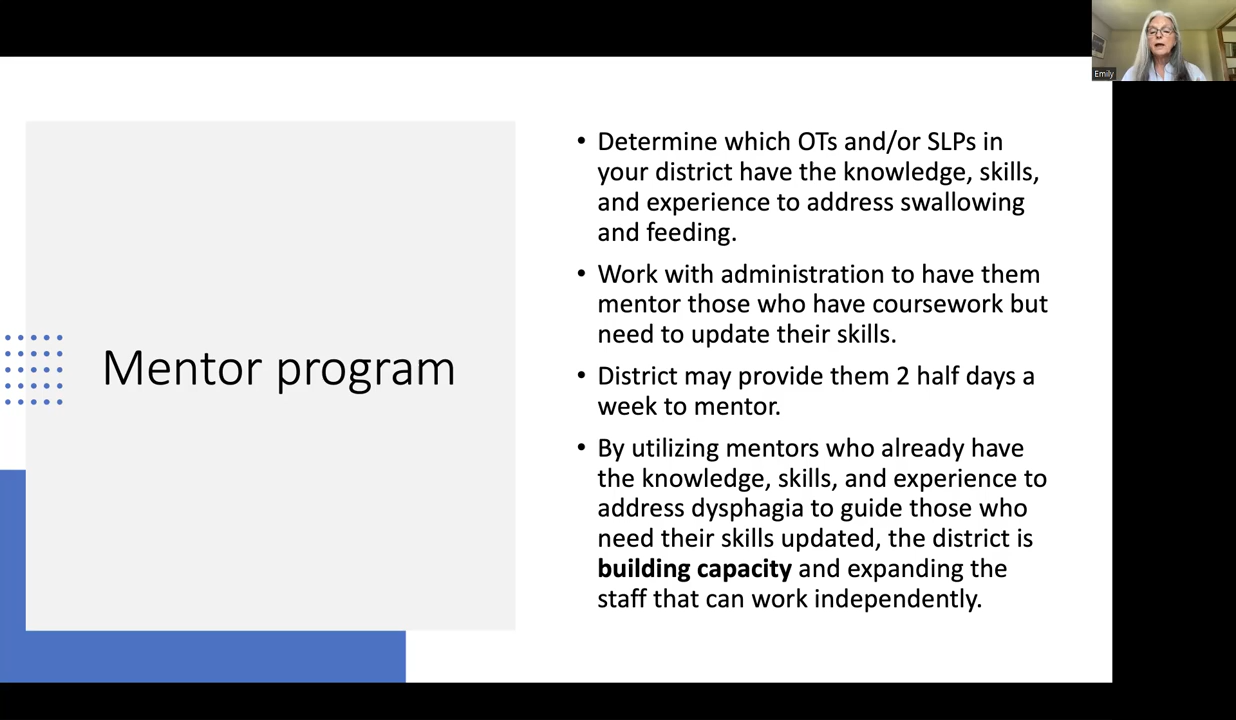 Emily
Mentor program
• Determine which OTs and/or SLPs in
your district have the knowledge, skills,
and experience to address swallowing
and feeding.
• Work with administration to have them
mentor those who have coursework but
need to update their skills.
• District may provide them 2 half days a
week to mentor.
• By utilizing mentors who already have
the knowledge, skills, and experience to
address dysphagia to guide those who
need their skills updated, the district is
building capacity and expanding the
staff that can work independently.